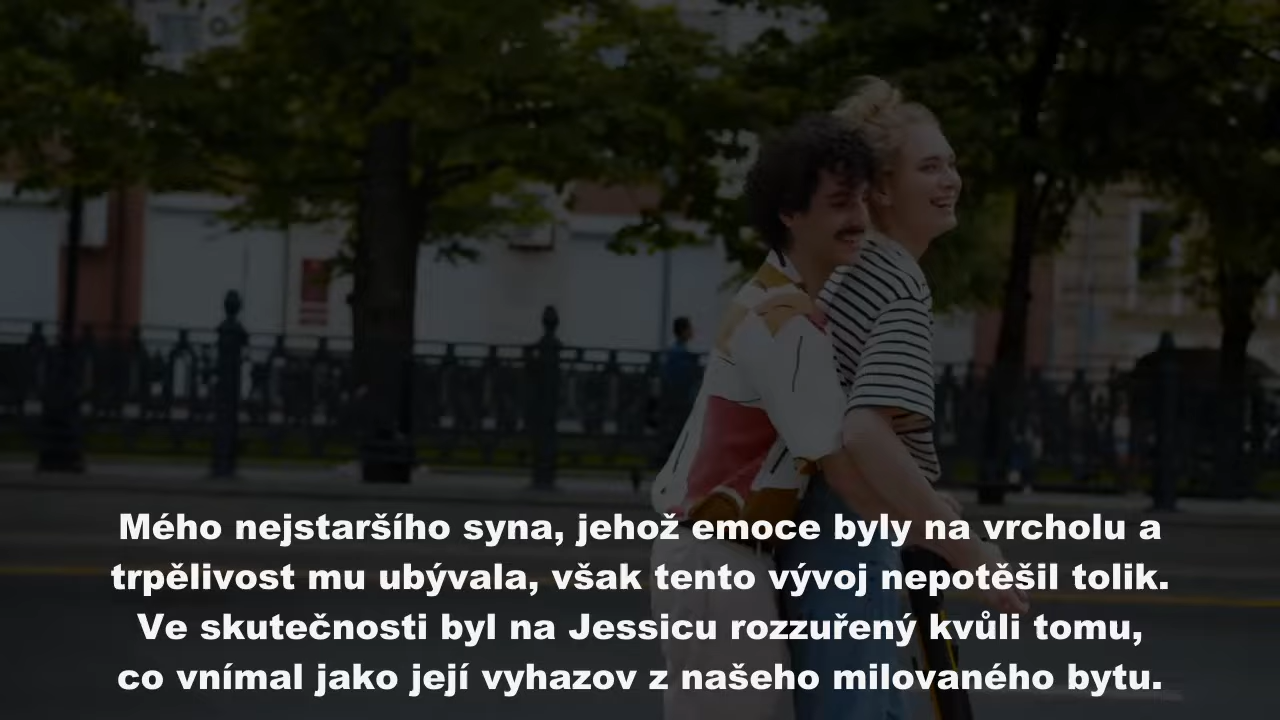 Mého nejstaršího syna, jehož emoce byly na vrcholu a
trpělivost mu ubývala, však tento vývoj nepotěšil tolik.
Ve skutečnosti byl na Jessicu rozzuřený kvůli tomu,
co vnímal jako její vyhazov z našeho milovaného bytu.